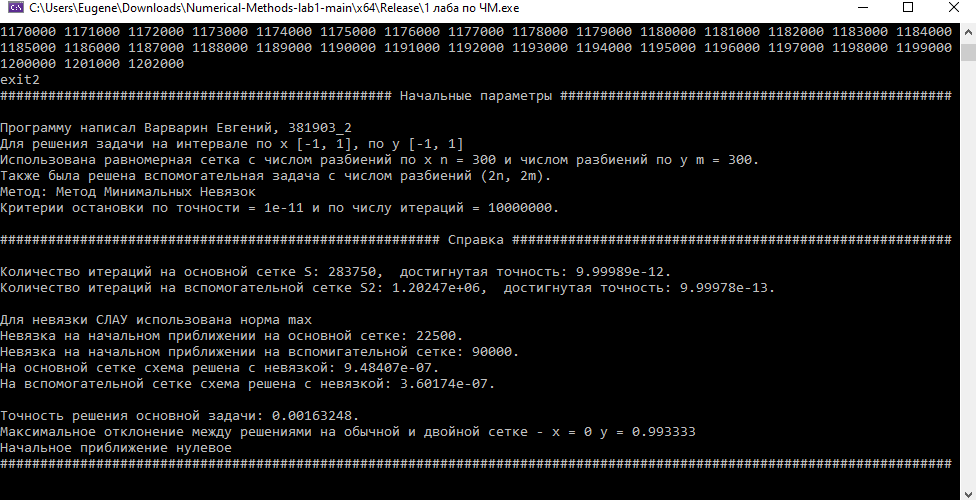 C:\Users\Eugene\Downloads\Numerical-Methods-lab1-main\x64\Release\1 лаба по ЧМ.exe
1170000 1171000 1172000 1173000 1174000 1175000 1176000 1177000 1178000 1179000 1180000 1181000 1182000 1183000 1184000
1185000 1186000 1187000 1188000 1189000 1190000 1191000 1192000 1193000 1194000 1195000 1196000 1197000 1198000 1199000
1200000 1201000 1202000
exit2
################################################# Начальные параметры #################################################
Программу написал Варварин Евгений, 381903_2
Для решения задачи на интервале по x [-1, 1], по y [-1, 1]
Использована равномерная сетка с числом разбиений по x n = 300 и числом разбиений по y m = 300.
Также была решена вспомогательная задача с числом разбиений (2n, 2m).
Метод: Метод Минимальных Невязок
Критерии остановки по точности = 1e-11 и по числу итераций = 10000000.
####################################################### Справка #######################################################
Количество итераций на основной сетке S: 283750,  достигнутая точность: 9.99989e-12.
Количество итераций на вспомогательной сетке S2: 1.20247e+06,  достигнутая точность: 9.99978e-13.
Для невязки СЛАУ использована норма max
Невязка на начальном приближении на основной сетке: 22500.
Невязка на начальном приближении на вспомигательной сетке: 90000.
На основной сетке схема решена с невязкой: 9.48407e-07.
На вспомогательной сетке схема решена с невязкой: 3.60174e-07.
Точность решения основной задачи: 0.00163248.
Максимальное отклонение между решениями на обычной и двойной сетке - x = 0 y = 0.993333
Начальное приближение нулевое
#######################################################################################################################